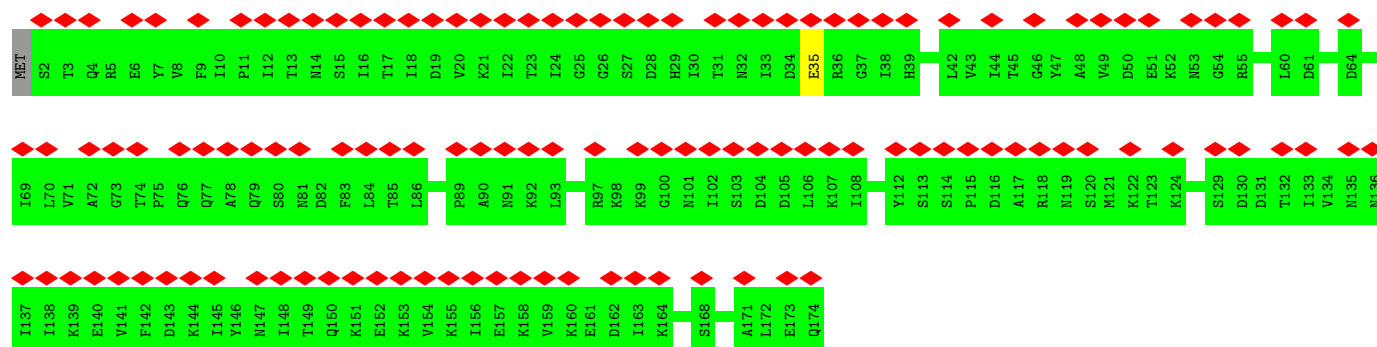 MET S2 T3 Q4 R5 E6 Y7 V8 F9 I10 P11 I12 T13 N14 S15 I16 T17 I18 D19 V20 K21 I22 T23 I24 G25 G26 S27 D28 H29 I30 T31 N32 I33 D34 E35 R36 G37 I38 H39 L42 V43 I44 T45 G46 Y47 A48 V49 D50 E51 K52 N53 G54 R55 L60 D61 D64
I69 L70 V71 A72 G73 T74 P75 Q76 Q77 A78 Q79 S80 N81 D82 F83 L84 T85 L86 P89 A90 N91 K92 L93 R97 K98 K99 G100 N101 I102 S103 D104 D105 L106 K107 I108 Y112 S113 S114 P115 D116 A117 R118 N119 S120 M121 K122 T123 K124 S129 D130 D131 T132 I133 V134 N135 N136
I137 I138 K139 E140 V141 F142 D143 K144 I145 Y146 N147 I148 T149 Q150 K151 E152 K153 V154 K155 I156 E157 K158 V159 K160 E161 D162 I163 K164 S168 A171 L172 E173 Q174